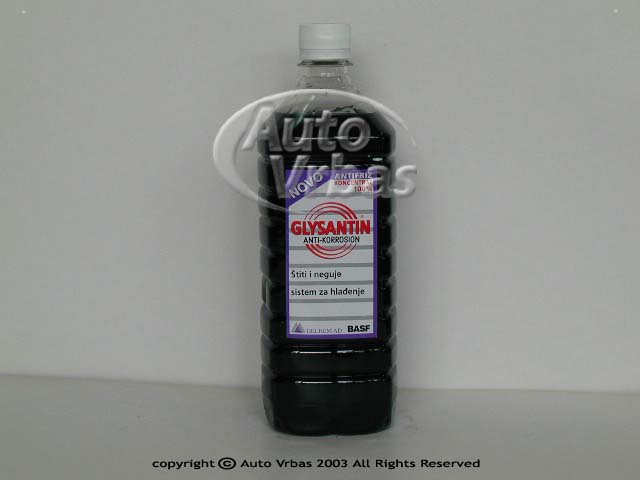 Auto
Vrbas
NOVO
ANTIFRIZ
KONCENTRAT
100%
GLYSANTIN®
ANTI-KORROSION
Štiti i neguje
sistem za hlađenje
BASF
copyright © Auto Vrbas 2003 All Rights Reserved